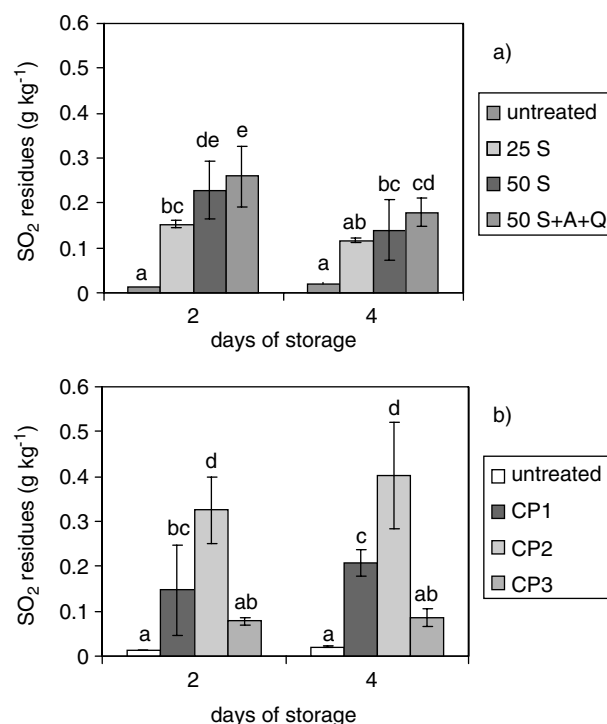 0.6
a)
0.5
untreated
0.4
25 S
0.3
50 S
0.2
50 S+A+Q
0.1
0
SO₂ residues (g kg⁻¹)
a
bc
de
e
a
ab
bc
cd
2
4
days of storage
0.6
b)
0.5
untreated
0.4
CP1
0.3
CP2
0.2
CP3
0.1
0
SO₂ residues (g kg⁻¹)
a
bc
d
ab
a
c
d
ab
2
4
days of storage